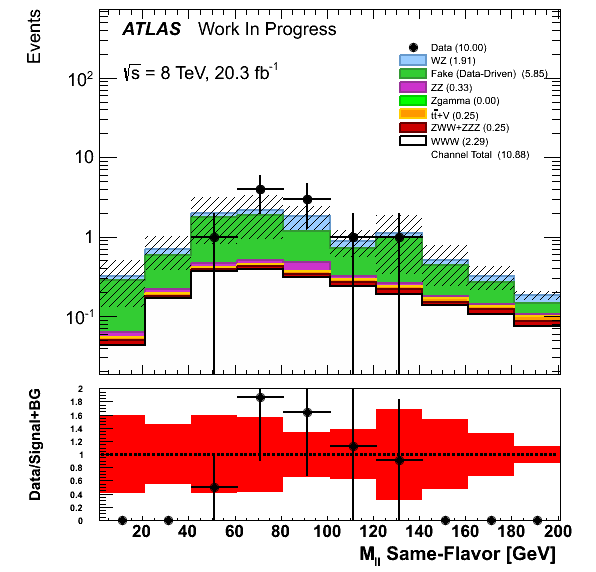 Events
ATLAS Work In Progress
√s = 8 TeV, 20.3 fb⁻¹
Data (10.00)
WZ (1.91)
Fake (Data-Driven) (5.85)
ZZ (0.33)
Zgamma (0.00)
tt̄+V (0.25)
ZWW+ZZZ (0.25)
WWW (2.29)
Channel Total (10.88)
10²
10
1
10⁻¹
Data/Signal+BG
2
1.8
1.6
1.4
1.2
1
0.8
0.6
0.4
0.2
0
20 40 60 80 100 120 140 160 180 200
M_ll Same-Flavor [GeV]